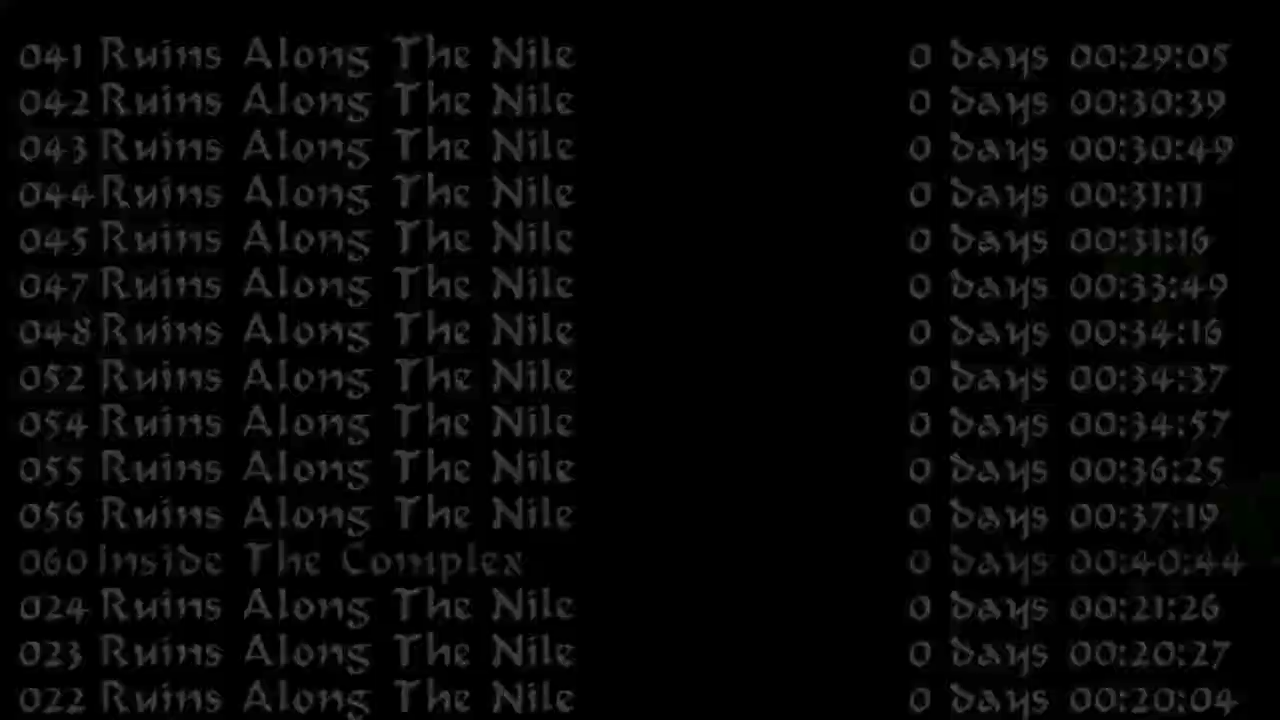 041 Ruins Along The Nile 0 days 00:29:05
042 Ruins Along The Nile 0 days 00:30:39
043 Ruins Along The Nile 0 days 00:30:49
044 Ruins Along The Nile 0 days 00:31:11
045 Ruins Along The Nile 0 days 00:31:16
047 Ruins Along The Nile 0 days 00:33:49
048 Ruins Along The Nile 0 days 00:34:16
052 Ruins Along The Nile 0 days 00:34:37
054 Ruins Along The Nile 0 days 00:34:57
055 Ruins Along The Nile 0 days 00:36:25
056 Ruins Along The Nile 0 days 00:37:19
060 Inside The Complex 0 days 00:40:44
024 Ruins Along The Nile 0 days 00:21:26
023 Ruins Along The Nile 0 days 00:20:27
022 Ruins Along The Nile 0 days 00:20:04